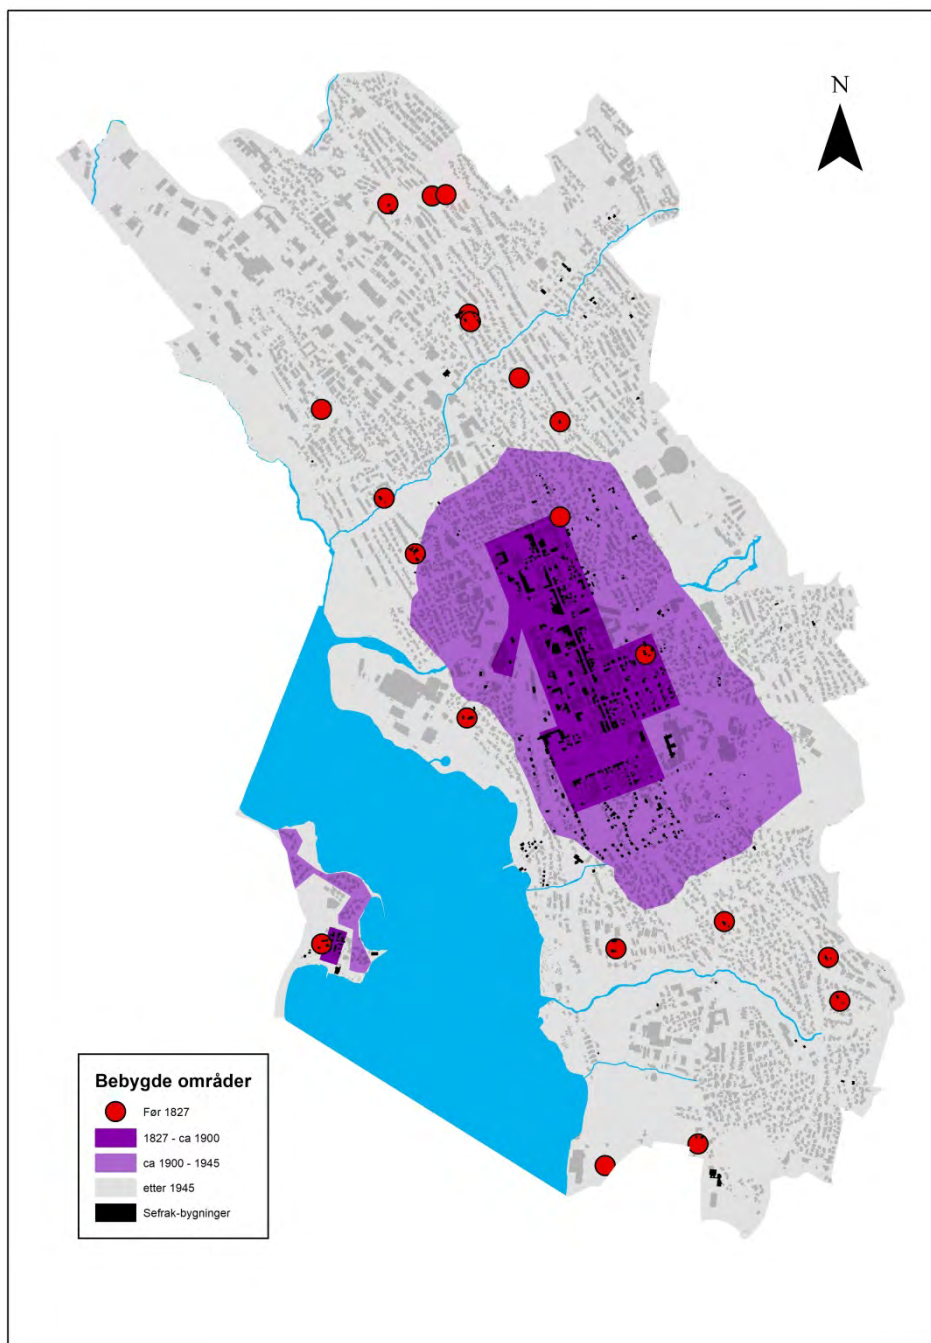 N
Bebygde områder
Før 1827
1827 - ca 1900
ca 1900 - 1945
etter 1945
Sefrak-bygninger